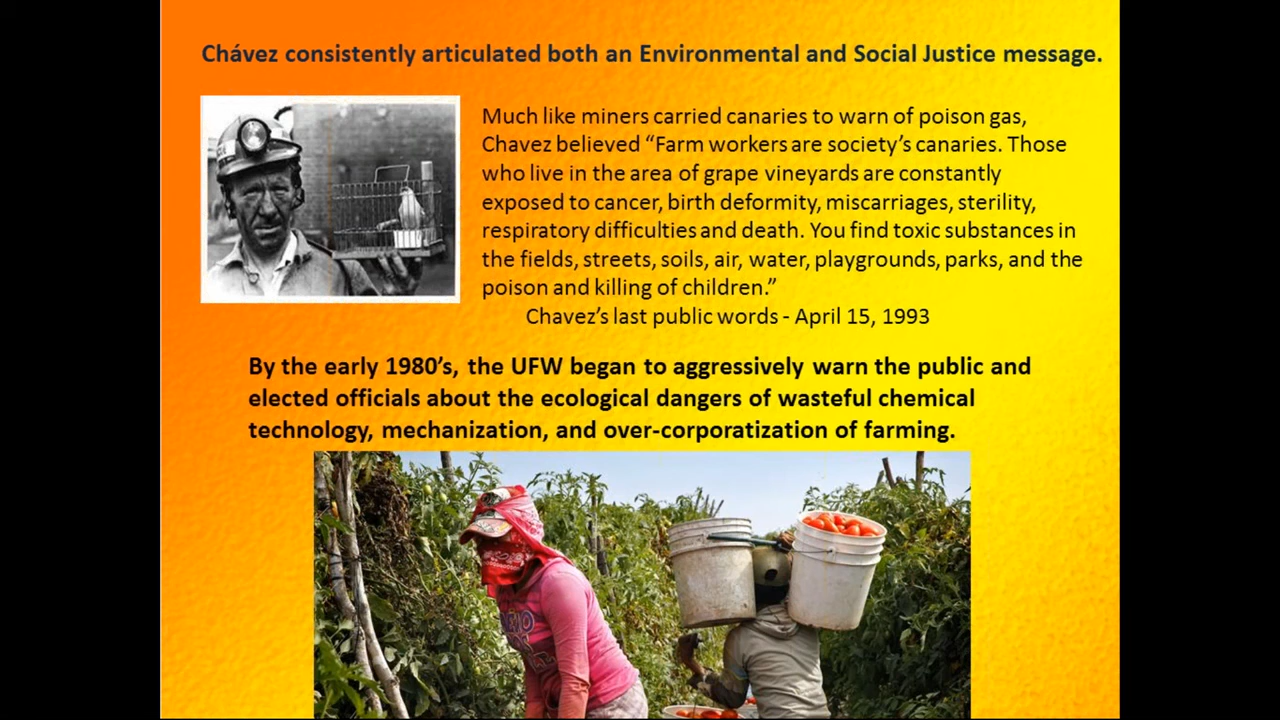 Chávez consistently articulated both an Environmental and Social Justice message.
Much like miners carried canaries to warn of poison gas,
Chavez believed “Farm workers are society’s canaries. Those
who live in the area of grape vineyards are constantly
exposed to cancer, birth deformity, miscarriages, sterility,
respiratory difficulties and death. You find toxic substances in
the fields, streets, soils, air, water, playgrounds, parks, and the
poison and killing of children.”
Chavez’s last public words - April 15, 1993
By the early 1980’s, the UFW began to aggressively warn the public and
elected officials about the ecological dangers of wasteful chemical
technology, mechanization, and over-corporatization of farming.